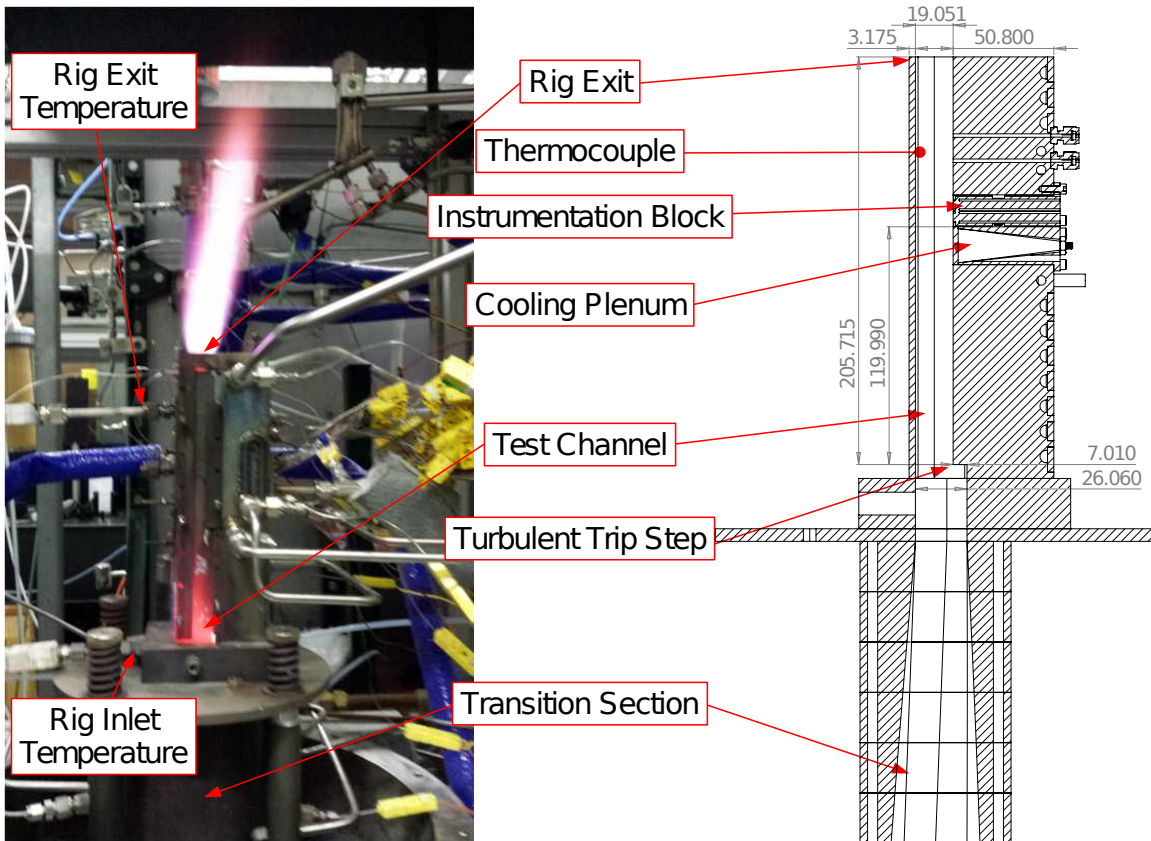 19.051
3.175
50.800
Rig Exit
Temperature
Rig Exit
Thermocouple
Instrumentation Block
Cooling Plenum
205.715
119.990
Test Channel
7.010
26.060
Turbulent Trip Step
Rig Inlet
Temperature
Transition Section